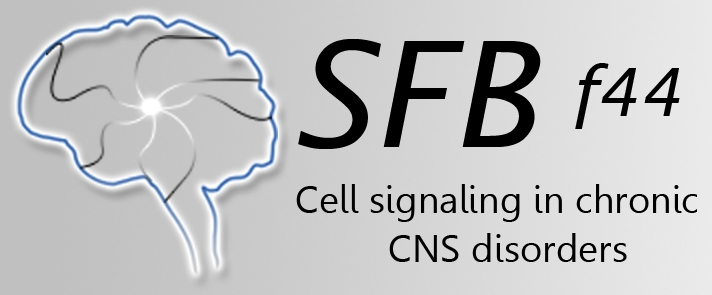 SFB f44
Cell signaling in chronic
CNS disorders